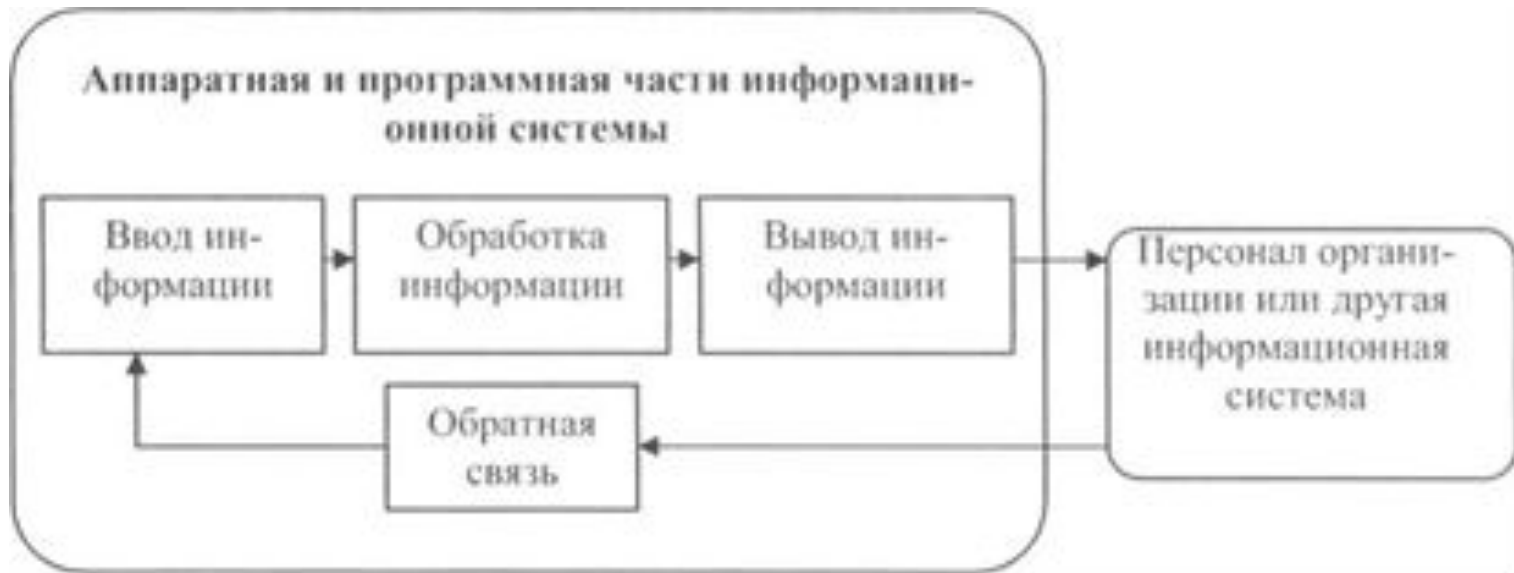 Аппаратная и программная части информаци-
онной системы
Ввод ин-
формации
Обработка
информации
Вывод ин-
формации
Персонал органи-
зации или другая
информационная
система
Обратная
связь